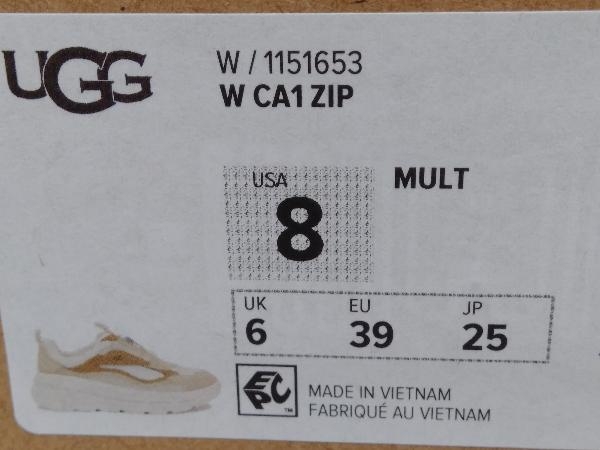 UGG
W / 1151653
W CA1 ZIP
USA
8
MULT
UK EU JP
6 39 25
EPC
™
MADE IN VIETNAM
FABRIQUÉ AU VIETNAM